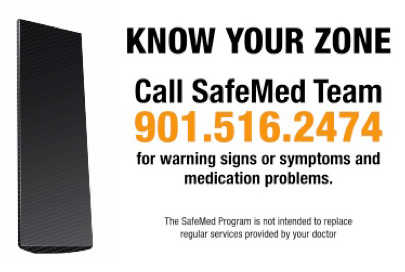 KNOW YOUR ZONE
Call SafeMed Team
901.516.2474
for warning signs or symptoms and
medication problems.
The SafeMed Program is not intended to replace
regular services provided by your doctor